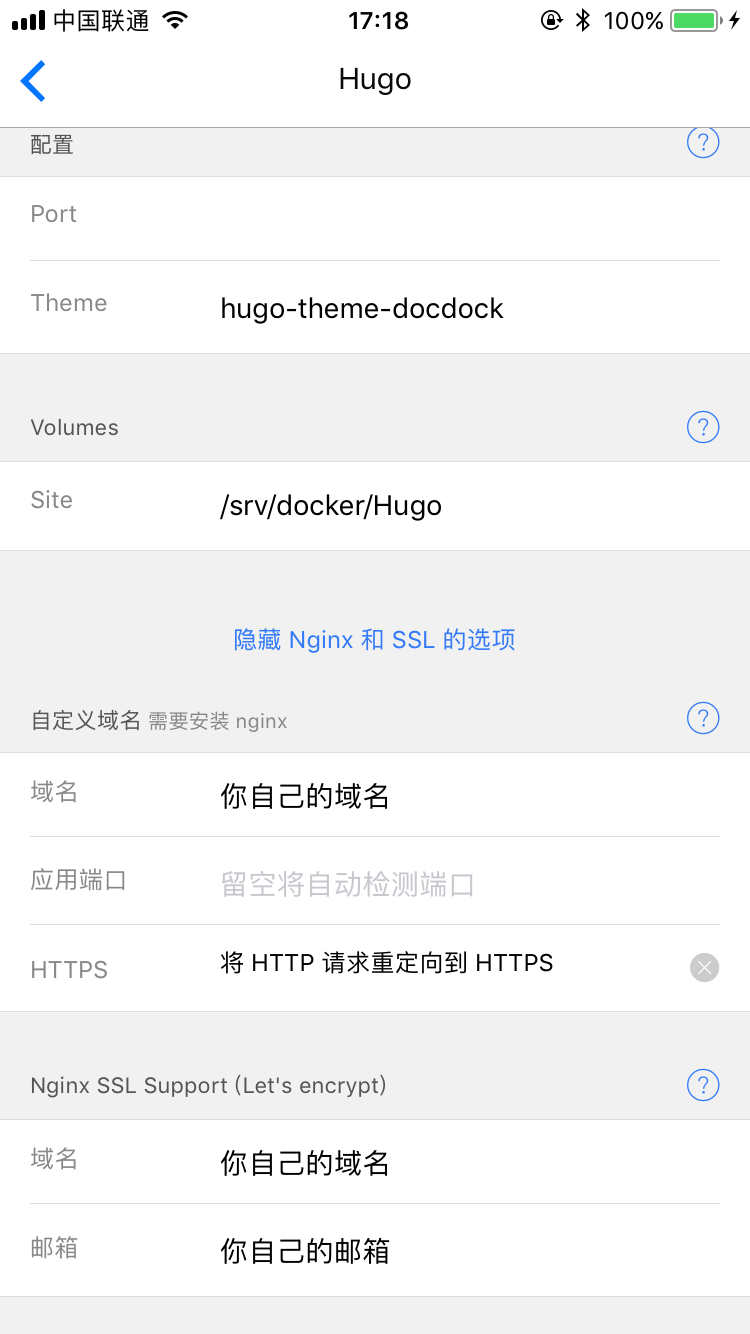 中国联通 17:18 100%
Hugo
配置 ?
Port
Theme hugo-theme-docdock
Volumes ?
Site /srv/docker/Hugo
隐藏 Nginx 和 SSL 的选项
自定义域名 需要安装 nginx ?
域名 你自己的域名
应用端口 留空将自动检测端口
HTTPS 将 HTTP 请求重定向到 HTTPS
Nginx SSL Support (Let's encrypt) ?
域名 你自己的域名
邮箱 你自己的邮箱